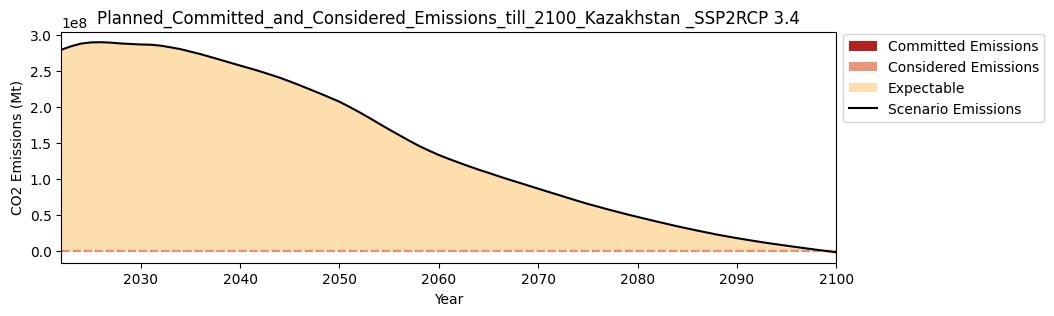 Planned_Committed_and_Considered_Emissions_till_2100_Kazakhstan _SSP2RCP 3.4
1e8
3.0
2.5
2.0
1.5
1.0
0.5
0.0
CO2 Emissions (Mt)
2030 2040 2050 2060 2070 2080 2090 2100
Year
Committed Emissions
Considered Emissions
Expectable
Scenario Emissions